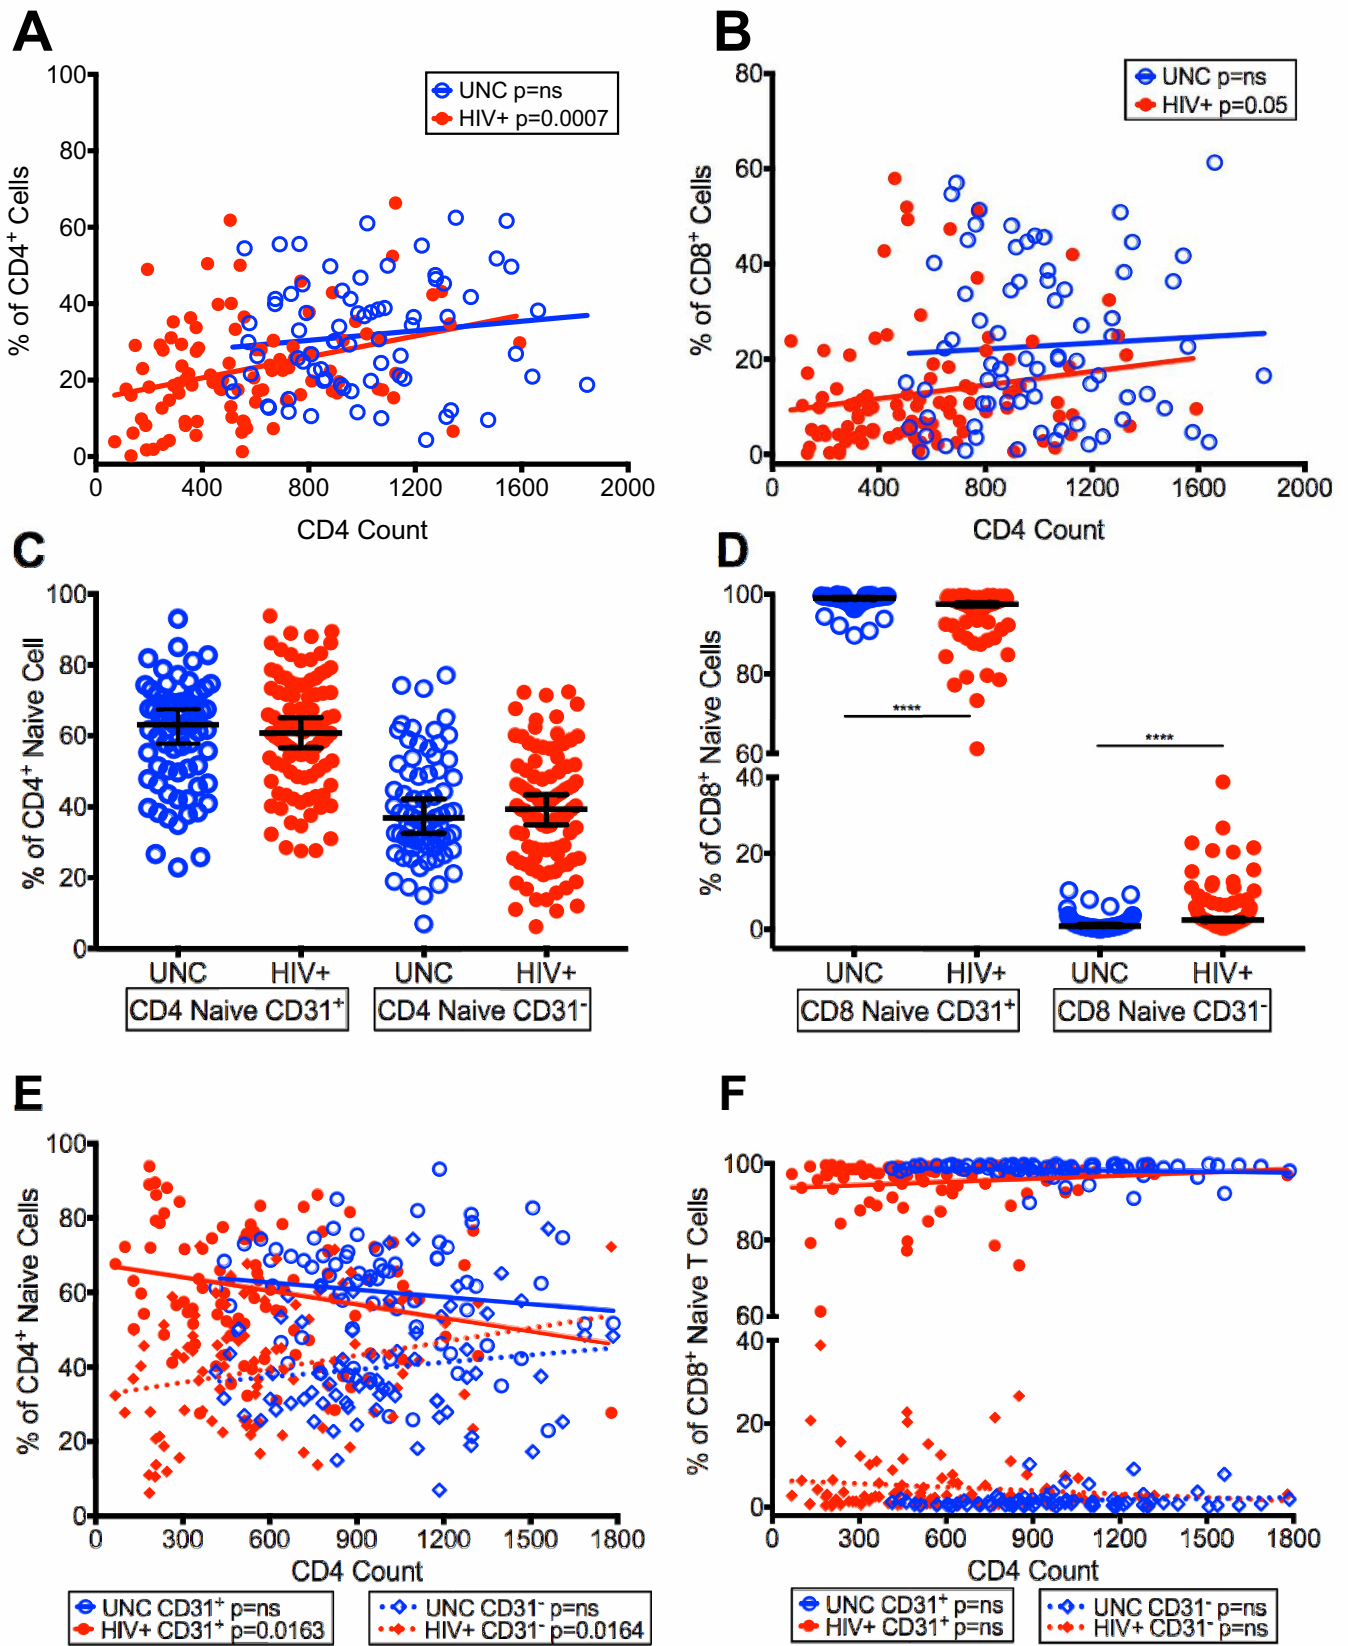 A
100
80
60
40
20
0
% of CD4+ Cells
UNC p=ns
HIV+ p=0.0007
0 400 800 1200 1600 2000
CD4 Count
B
80
60
40
20
0
% of CD8+ Cells
UNC p=ns
HIV+ p=0.05
0 400 800 1200 1600 2000
CD4 Count
C
100
80
60
40
20
0
% of CD4+ Naive Cell
UNC HIV+ UNC HIV+
CD4 Naive CD31+ CD4 Naive CD31-
D
100
80
60
40
20
0
% of CD8+ Naive Cells
****
****
UNC HIV+ UNC HIV+
CD8 Naive CD31+ CD8 Naive CD31-
E
100
80
60
40
20
0
% of CD4+ Naive Cells
0 300 600 900 1200 1500 1800
CD4 Count
UNC CD31+ p=ns
HIV+ CD31+ p=0.0163
UNC CD31- p=ns
HIV+ CD31- p=0.0164
F
100
80
60
40
20
0
% of CD8+ Naive T Cells
0 300 600 900 1200 1500 1800
CD4 Count
UNC CD31+ p=ns
HIV+ CD31+ p=ns
UNC CD31- p=ns
HIV+ CD31- p=ns